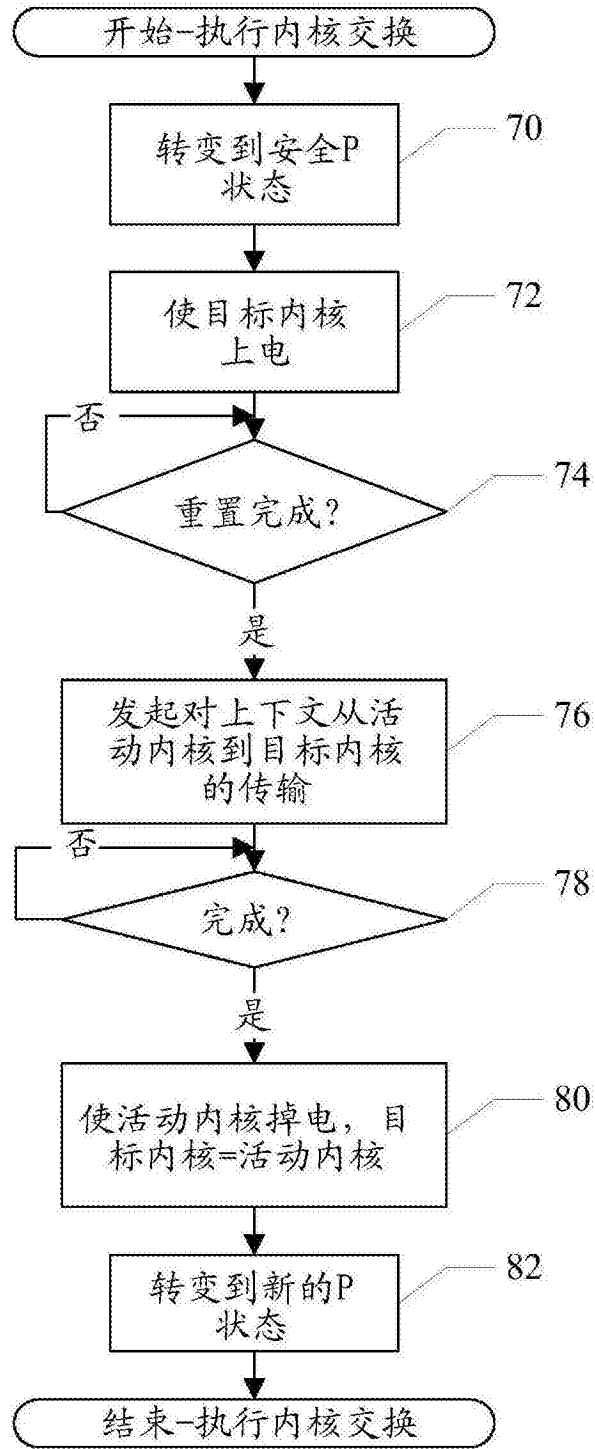 开始-执行内核交换
转变到安全P
状态
70
使目标内核
上电
72
否
重置完成?
74
是
发起对上下文从活
动内核到目标内核
的传输
76
否
完成?
78
是
使活动内核掉电，目
标内核=活动内核
80
转变到新的P
状态
82
结束-执行内核交换